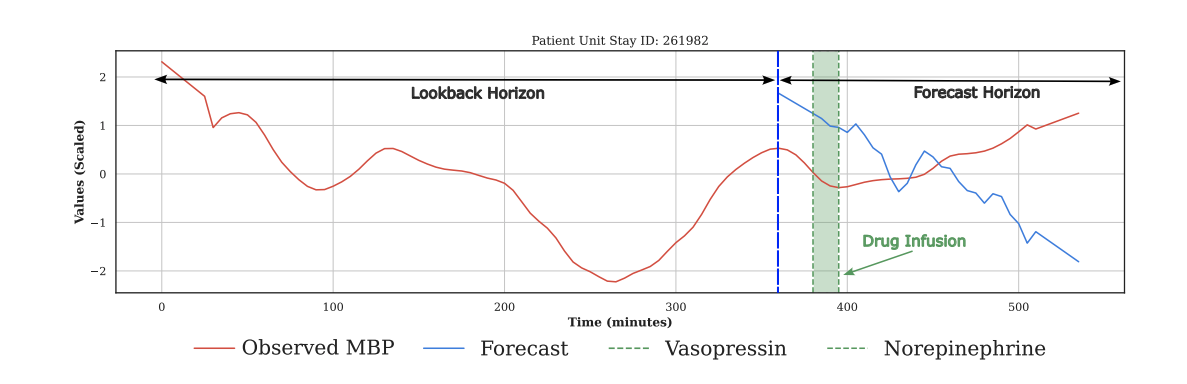 Patient Unit Stay ID: 261982
Values (Scaled)
2
1
0
−1
−2
Lookback Horizon
Forecast Horizon
Drug Infusion
0 100 200 300 400 500
Time (minutes)
Observed MBP Forecast Vasopressin Norepinephrine